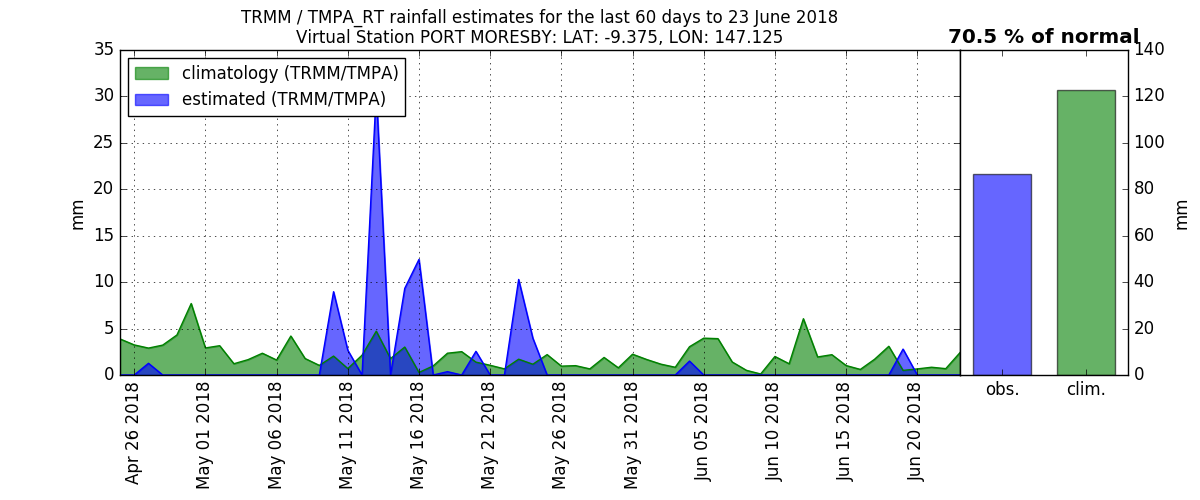 TRMM / TMPA_RT rainfall estimates for the last 60 days to 23 June 2018
Virtual Station PORT MORESBY: LAT: -9.375, LON: 147.125
70.5 % of normal
climatology (TRMM/TMPA)
estimated (TRMM/TMPA)
35
30
25
20
15
10
5
0
mm
Apr 26 2018
May 01 2018
May 06 2018
May 11 2018
May 16 2018
May 21 2018
May 26 2018
May 31 2018
Jun 05 2018
Jun 10 2018
Jun 15 2018
Jun 20 2018
obs.
clim.
140
120
100
80
60
40
20
0
mm